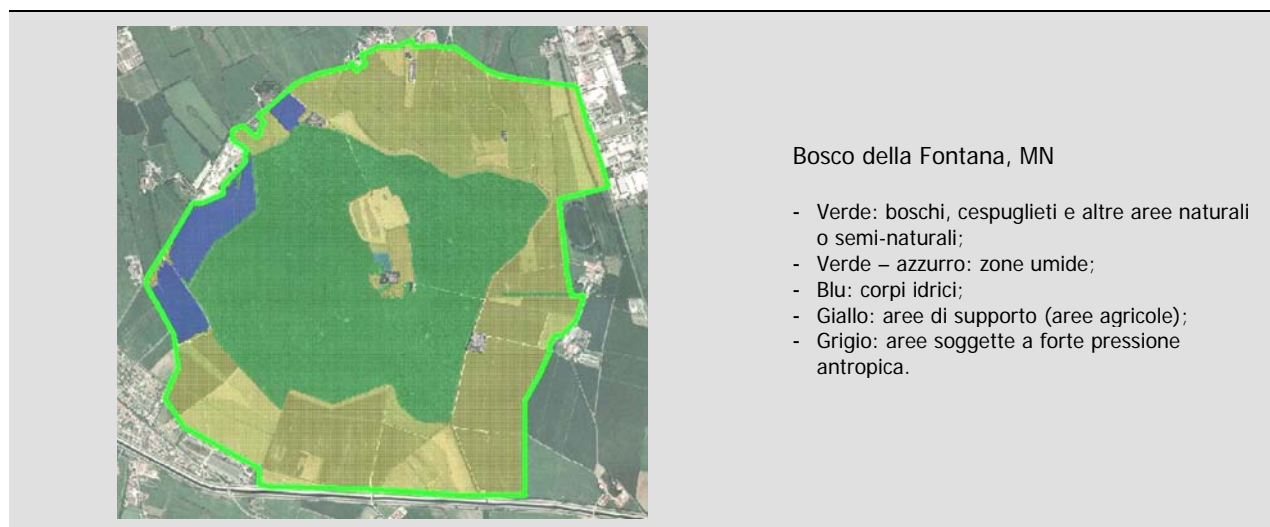 Bosco della Fontana, MN
- Verde: boschi, cespuglieti e altre aree naturali
o semi-naturali;
- Verde – azzurro: zone umide;
- Blu: corpi idrici;
- Giallo: aree di supporto (aree agricole);
- Grigio: aree soggette a forte pressione
antropica.